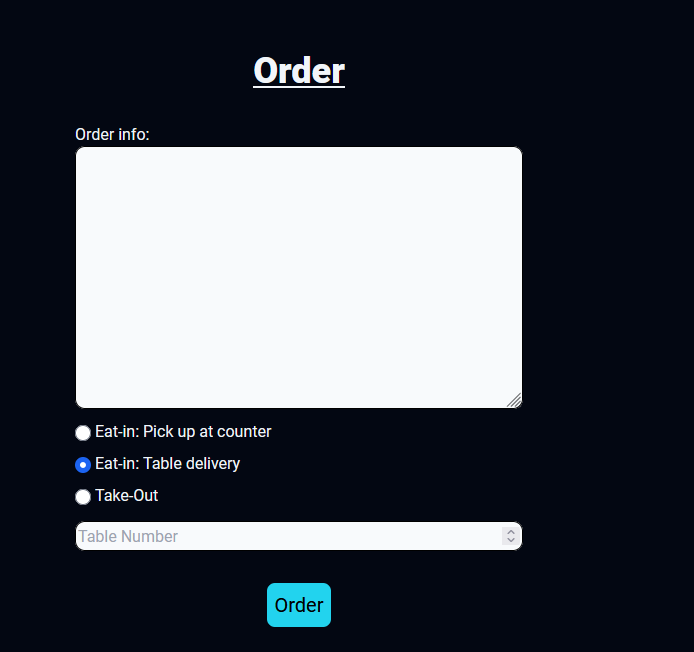 Order
Order info:
Eat-in: Pick up at counter
Eat-in: Table delivery
Take-Out
Table Number
Order